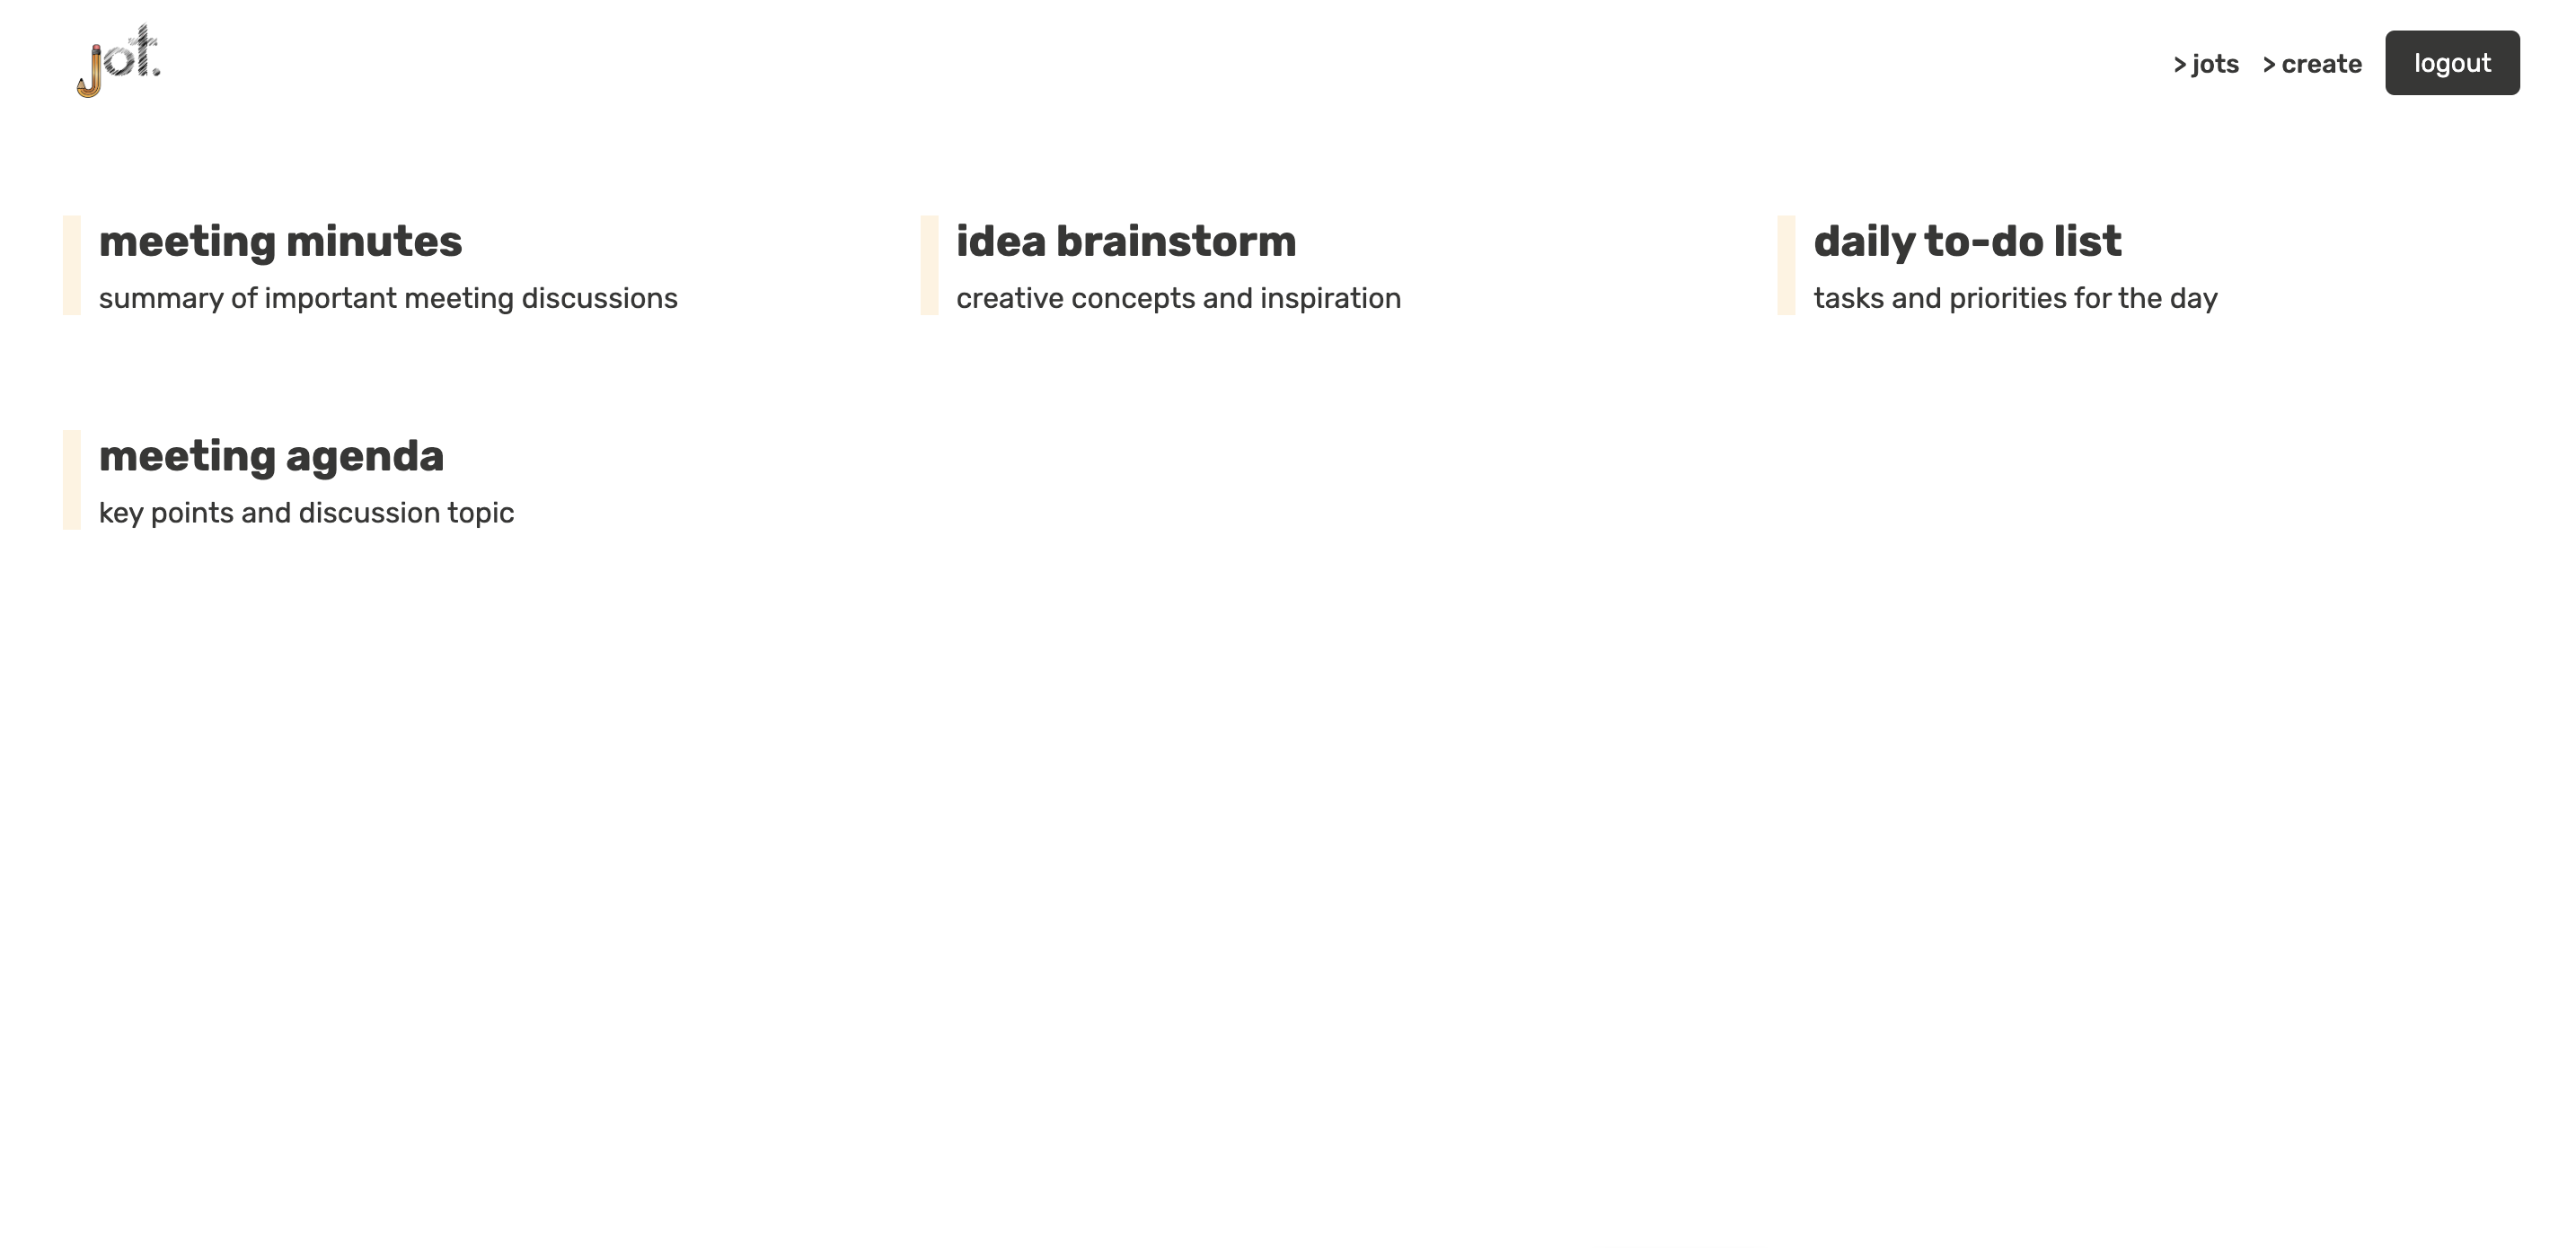 jot.
> jots > create logout
meeting minutes
summary of important meeting discussions
idea brainstorm
creative concepts and inspiration
daily to-do list
tasks and priorities for the day
meeting agenda
key points and discussion topic